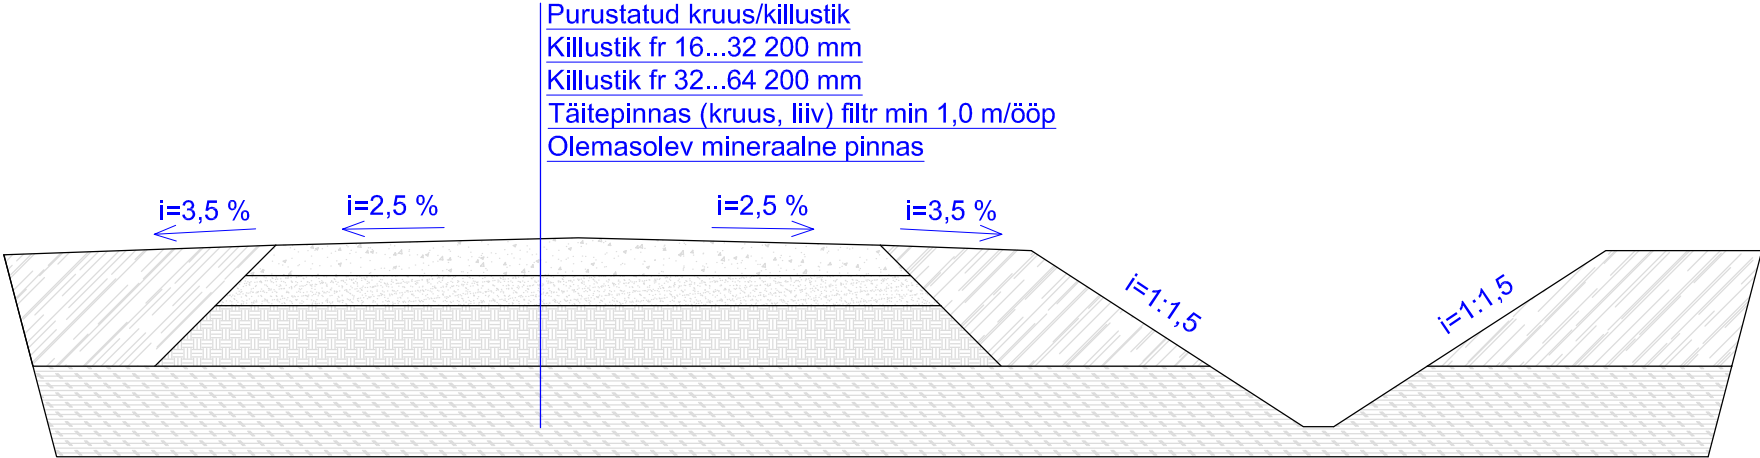 Purustatud kruus/killustik
Killustik fr 16...32 200 mm
Killustik fr 32...64 200 mm
Täitepinnas (kruus, liiv) filtr min 1,0 m/ööp
Olemasolev mineraalne pinnas
i=3,5 %
i=2,5 %
i=2,5 %
i=3,5 %
i=1:1,5
i=1:1,5